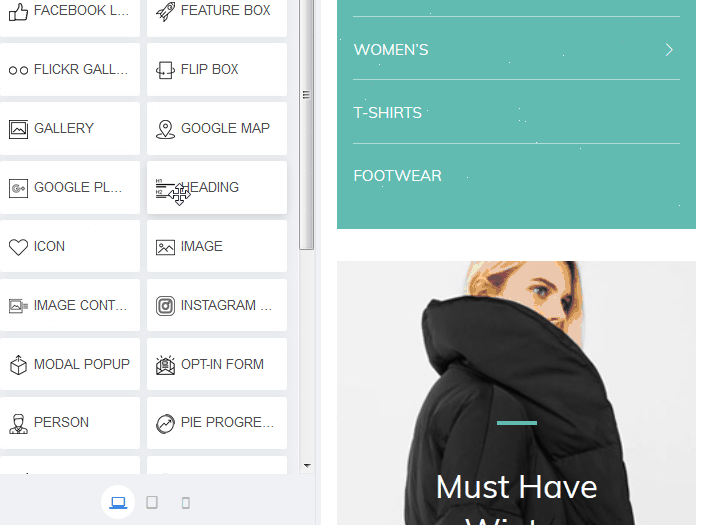 FACEBOOK L...
FEATURE BOX
FLICKR GALL...
FLIP BOX
GALLERY
GOOGLE MAP
GOOGLE PL...
HEADING
ICON
IMAGE
IMAGE CONT...
INSTAGRAM ...
MODAL POPUP
OPT-IN FORM
PERSON
PIE PROGRE...
WOMEN'S
T-SHIRTS
FOOTWEAR
Must Have